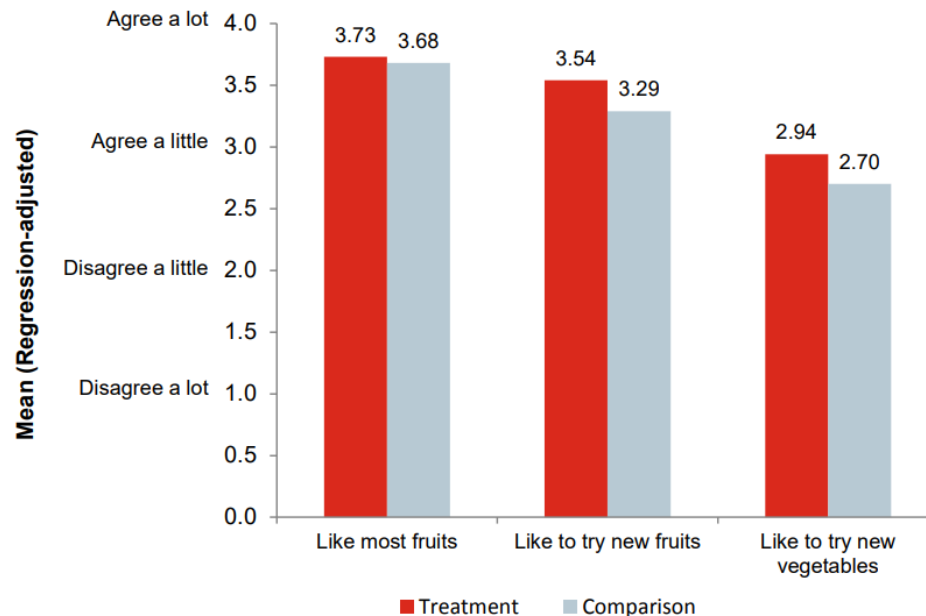 Mean (Regression-adjusted)
Agree a lot
Agree a little
Disagree a little
Disagree a lot
4.0
3.5
3.0
2.5
2.0
1.5
1.0
0.5
0.0
3.73
3.68
3.54
3.29
2.94
2.70
Like most fruits
Like to try new fruits
Like to try new
vegetables
Treatment
Comparison